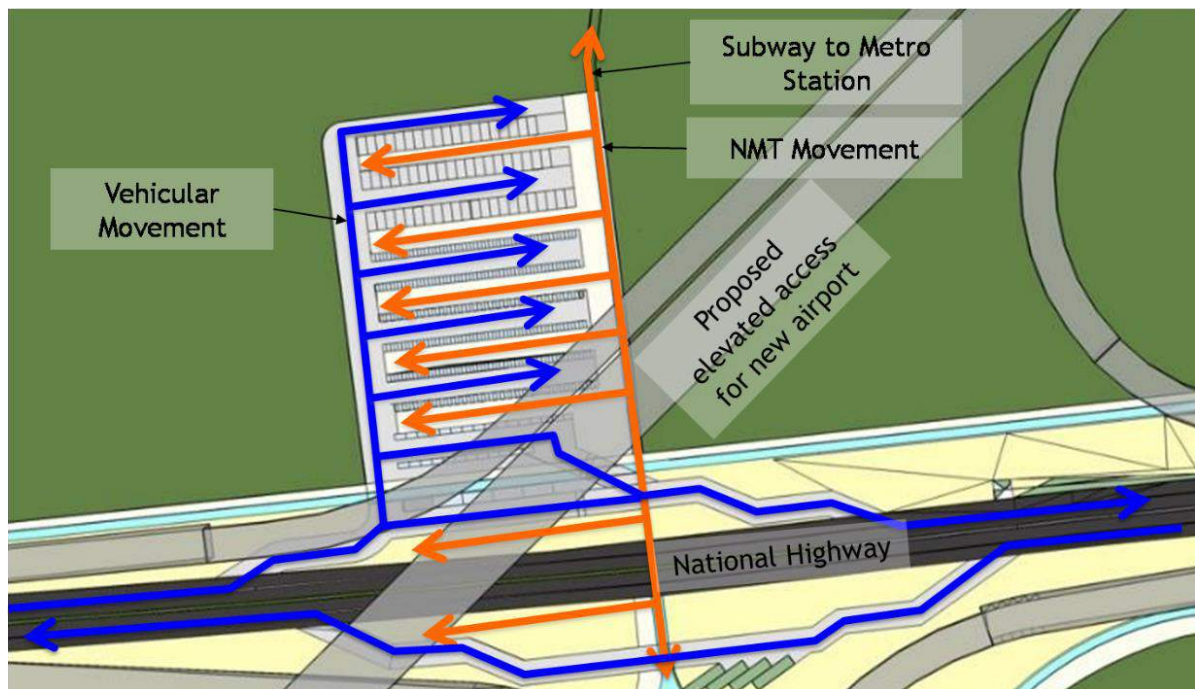 Subway to Metro
Station
NMT Movement
Vehicular
Movement
Proposed
elevated access
for new airport
National Highway